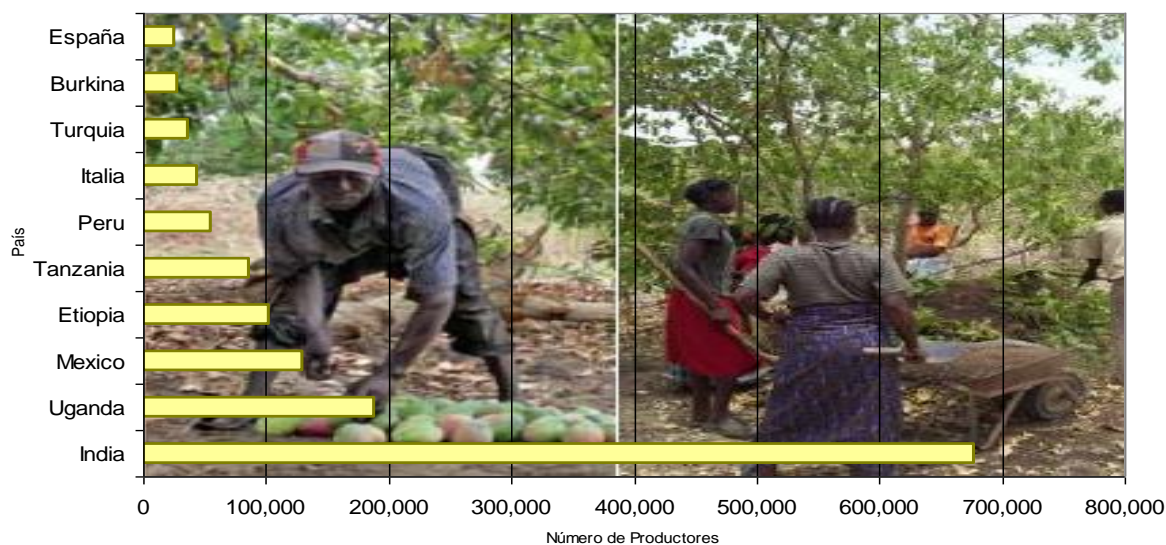 España
Burkina
Turquia
Italia
Peru
Tanzania
Etiopia
Mexico
Uganda
India
País
0 100,000 200,000 300,000 400,000 500,000 600,000 700,000 800,000
Número de Productores